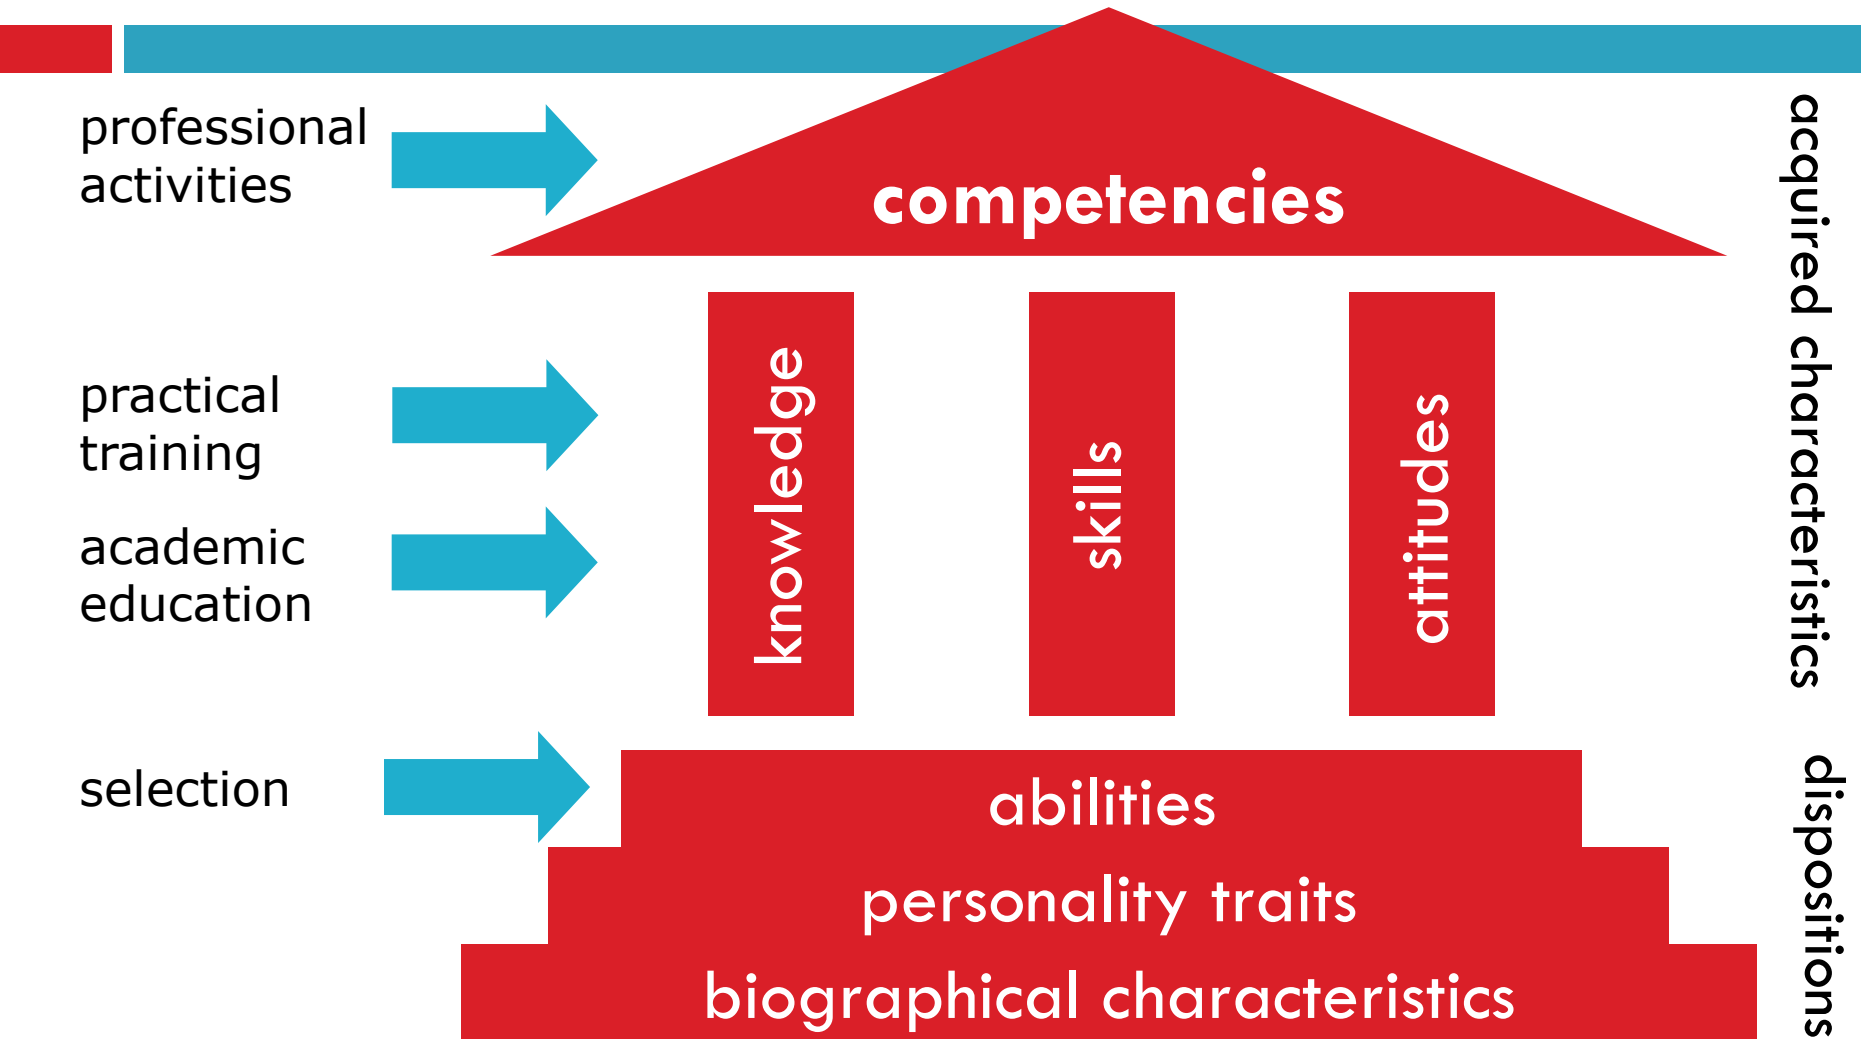 professional
activities
competencies
practical
training
academic
education
knowledge
skills
attitudes
acquired characteristics
selection
abilities
personality traits
biographical characteristics
dispositions